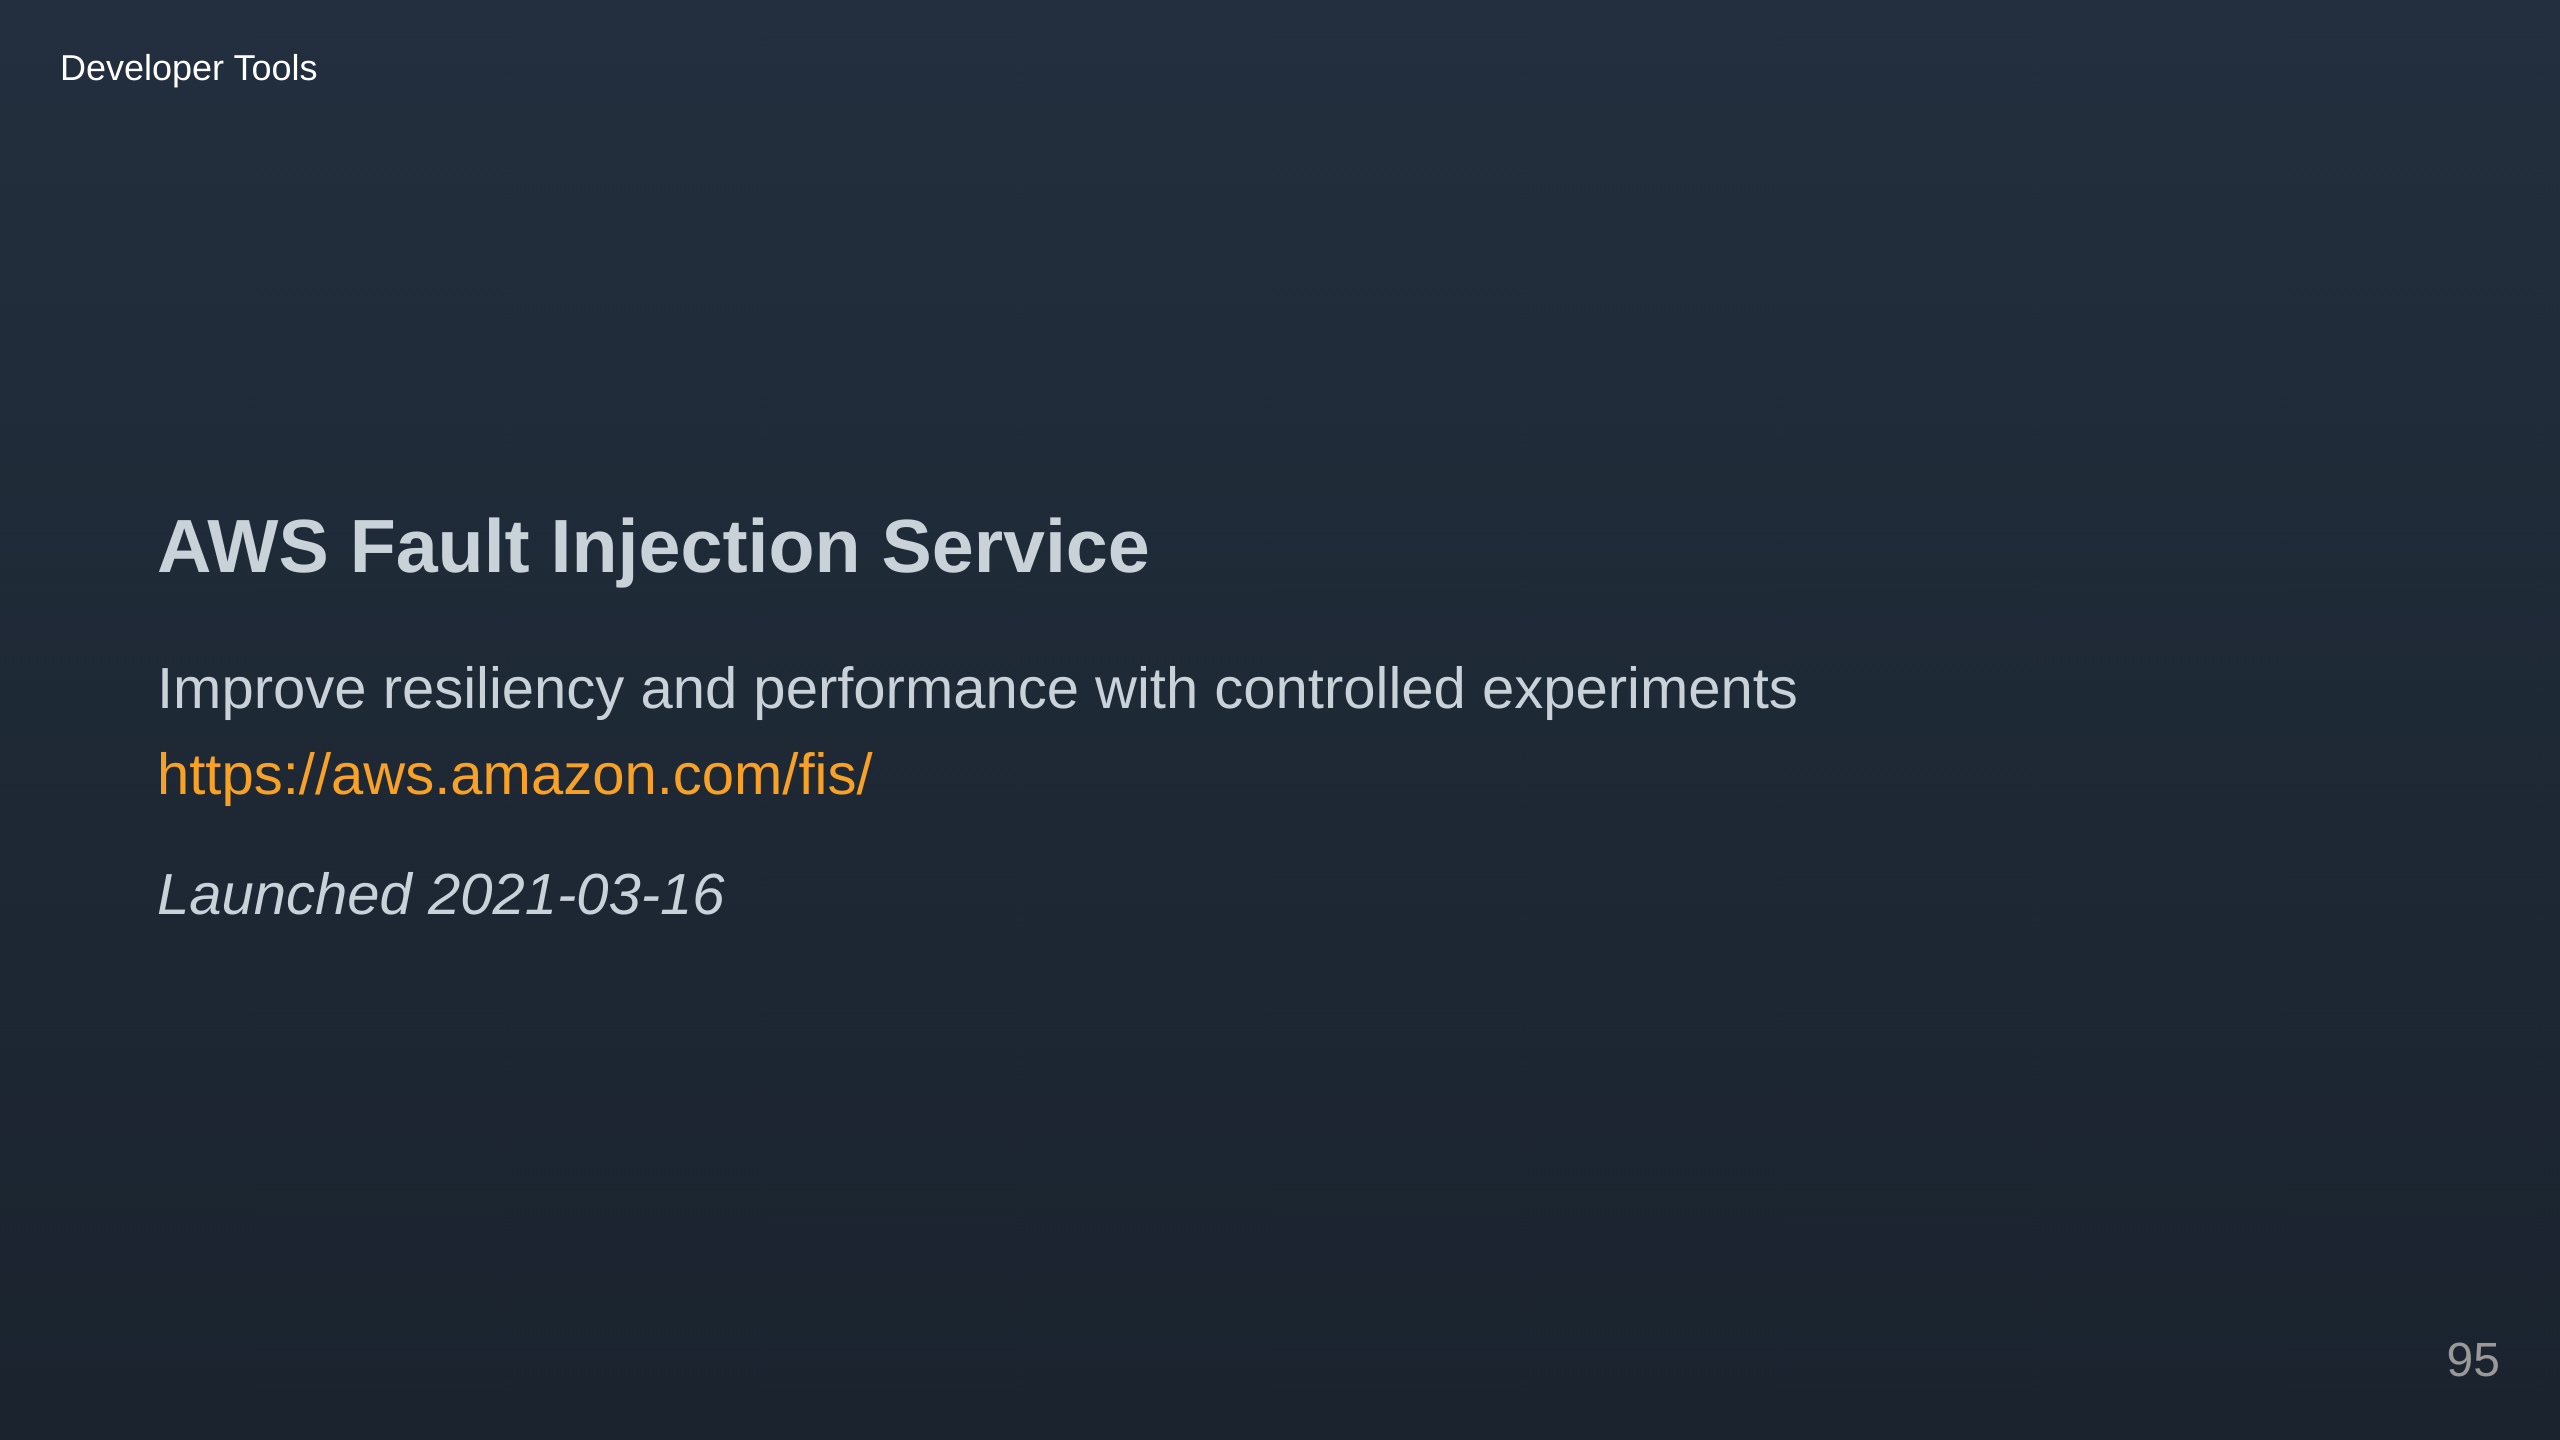 Developer Tools
AWS Fault Injection Service
Improve resiliency and performance with controlled experiments
https://aws.amazon.com/fis/
Launched 2021-03-16
95